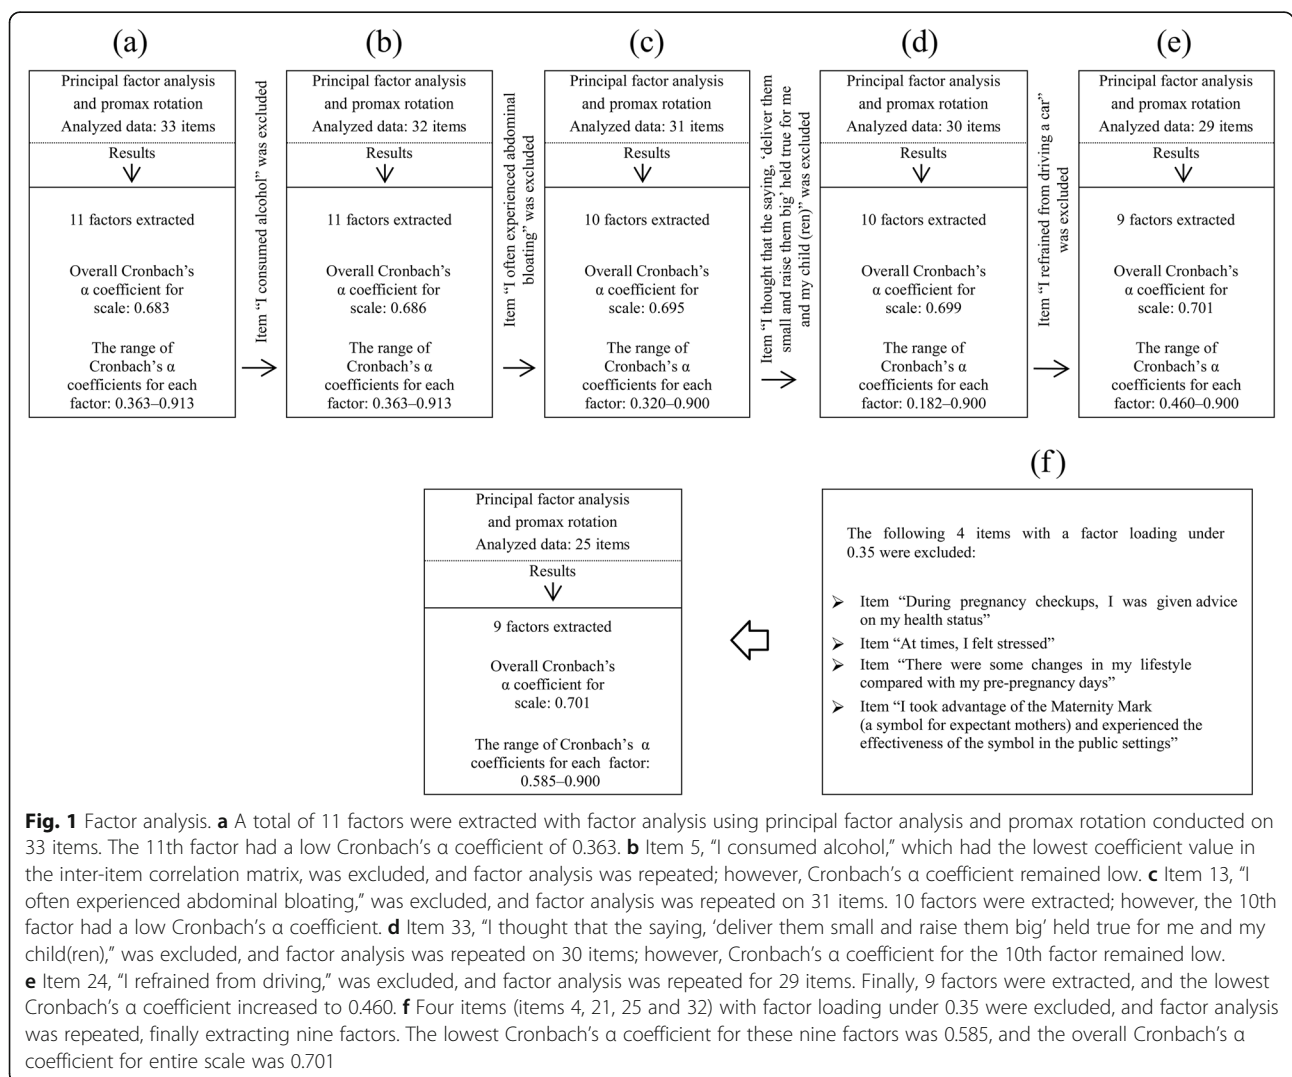 (a)
Principal factor analysis
and promax rotation
Analyzed data: 33 items
Results
11 factors extracted
Overall Cronbach's
α coefficient for
scale: 0.683
The range of
Cronbach's α
coefficients for each
factor: 0.363–0.913
Item “I consumed alcohol” was excluded
(b)
Principal factor analysis
and promax rotation
Analyzed data: 32 items
Results
11 factors extracted
Overall Cronbach's
α coefficient for
scale: 0.686
The range of
Cronbach's α
coefficients for each
factor: 0.363–0.913
Item “I often experienced abdominal
bloating” was excluded
(c)
Principal factor analysis
and promax rotation
Analyzed data: 31 items
Results
10 factors extracted
Overall Cronbach's
α coefficient for
scale: 0.695
The range of
Cronbach's α
coefficients for each
factor: 0.320–0.900
Item “I thought that the saying, ‘deliver them
small and raise them big’ held true for me
and my child (ren)” was excluded
(d)
Principal factor analysis
and promax rotation
Analyzed data: 30 items
Results
10 factors extracted
Overall Cronbach's
α coefficient for
scale: 0.699
The range of
Cronbach's α
coefficients for each
factor: 0.182–0.900
Item “I refrained from driving a car”
was excluded
(e)
Principal factor analysis
and promax rotation
Analyzed data: 29 items
Results
9 factors extracted
Overall Cronbach's
α coefficient for
scale: 0.701
The range of
Cronbach's α
coefficients for each
factor: 0.460–0.900
(f)
The following 4 items with a factor loading under
0.35 were excluded:
➢ Item “During pregnancy checkups, I was given advice
on my health status”
➢ Item “At times, I felt stressed”
➢ Item “There were some changes in my lifestyle
compared with my pre-pregnancy days”
➢ Item “I took advantage of the Maternity Mark
(a symbol for expectant mothers) and experienced the
effectiveness of the symbol in the public settings”
Principal factor analysis
and promax rotation
Analyzed data: 25 items
Results
9 factors extracted
Overall Cronbach's
α coefficient for
scale: 0.701
The range of Cronbach's α
coefficients for each factor:
0.585–0.900
Fig. 1 Factor analysis. a A total of 11 factors were extracted with factor analysis using principal factor analysis and promax rotation conducted on
33 items. The 11th factor had a low Cronbach's α coefficient of 0.363. b Item 5, “I consumed alcohol,” which had the lowest coefficient value in
the inter-item correlation matrix, was excluded, and factor analysis was repeated; however, Cronbach's α coefficient remained low. c Item 13, “I
often experienced abdominal bloating,” was excluded, and factor analysis was repeated on 31 items. 10 factors were extracted; however, the 10th
factor had a low Cronbach's α coefficient. d Item 33, “I thought that the saying, ‘deliver them small and raise them big’ held true for me and my
child(ren),” was excluded, and factor analysis was repeated on 30 items; however, Cronbach's α coefficient for the 10th factor remained low.
e Item 24, “I refrained from driving,” was excluded, and factor analysis was repeated for 29 items. Finally, 9 factors were extracted, and the lowest
Cronbach's α coefficient increased to 0.460. f Four items (items 4, 21, 25 and 32) with factor loading under 0.35 were excluded, and factor analysis
was repeated, finally extracting nine factors. The lowest Cronbach's α coefficient for these nine factors was 0.585, and the overall Cronbach's α
coefficient for entire scale was 0.701